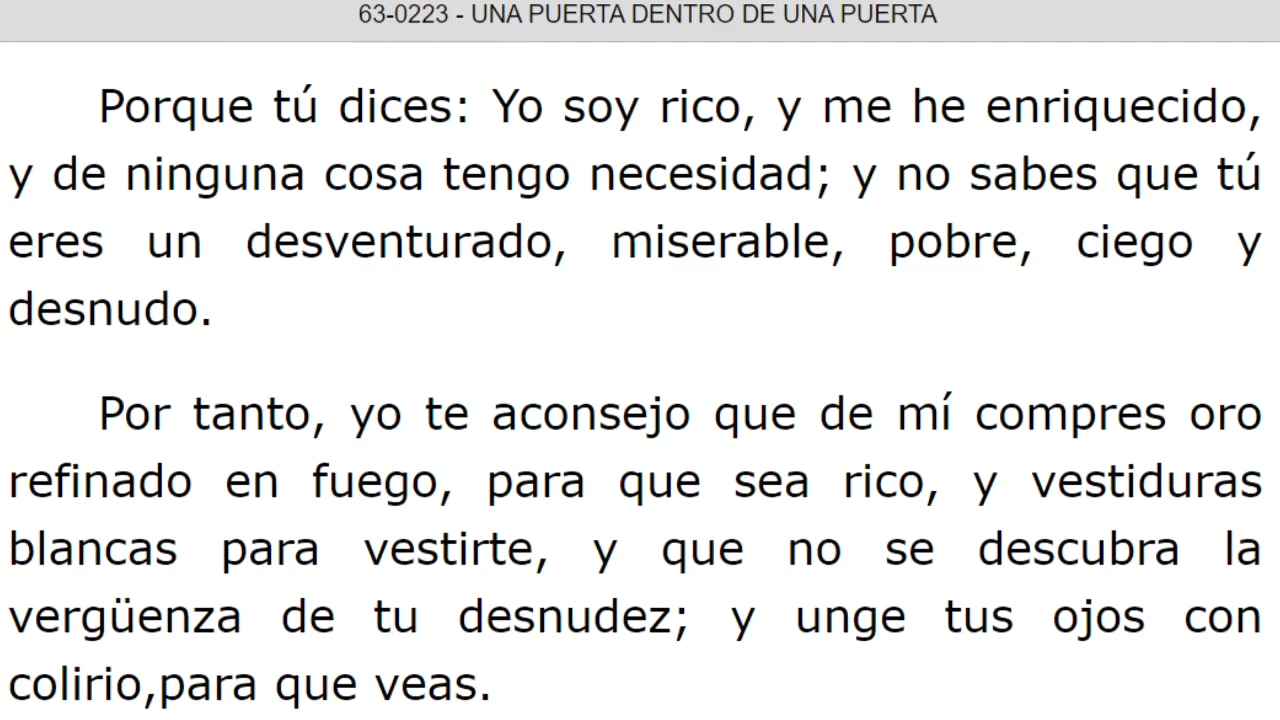 63-0223 - UNA PUERTA DENTRO DE UNA PUERTA
Porque tú dices: Yo soy rico, y me he enriquecido,
y de ninguna cosa tengo necesidad; y no sabes que tú
eres un desventurado, miserable, pobre, ciego y
desnudo.
Por tanto, yo te aconsejo que de mí compres oro
refinado en fuego, para que sea rico, y vestiduras
blancas para vestirte, y que no se descubra la
vergüenza de tu desnudez; y unge tus ojos con
colirio,para que veas.